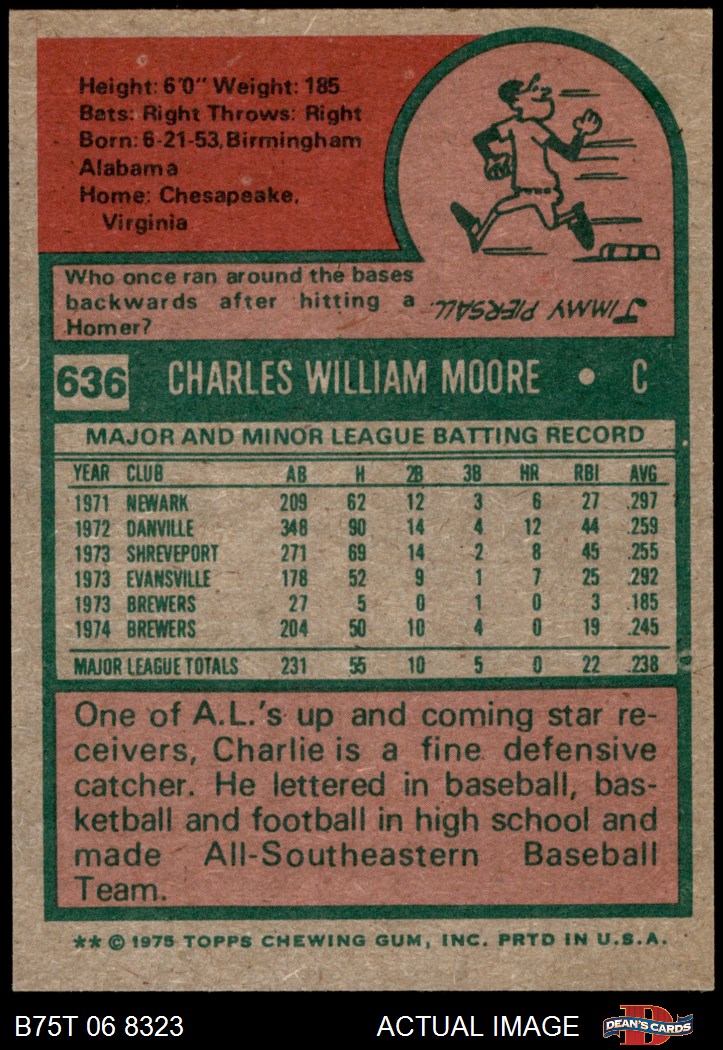 Height: 6'0" Weight: 185
Bats: Right Throws: Right
Born: 6-21-53, Birmingham
Alabama
Home: Chesapeake,
Virginia
Who once ran around the bases
backwards after hitting a
Homer?
JIMMY PIERSALL.
636 CHARLES WILLIAM MOORE • C
MAJOR AND MINOR LEAGUE BATTING RECORD
YEAR CLUB AB H 2B 3B HR RBI AVG
1971 NEWARK 209 62 12 3 6 27 .297
1972 DANVILLE 348 90 14 4 12 44 .259
1973 SHREVEPORT 271 69 14 2 8 45 .255
1973 EVANSVILLE 178 52 9 1 7 25 .292
1973 BREWERS 27 5 0 1 0 3 .185
1974 BREWERS 204 50 10 4 0 19 .245
MAJOR LEAGUE TOTALS 231 55 10 5 0 22 .238
One of A.L.'s up and coming star re-
ceivers, Charlie is a fine defensive
catcher. He lettered in baseball, bas-
ketball and football in high school and
made All-Southeastern Baseball
Team.
** © 1975 TOPPS CHEWING GUM, INC. PRTD IN U.S.A.
B75T 06 8323 ACTUAL IMAGE DEAN'S CARDS